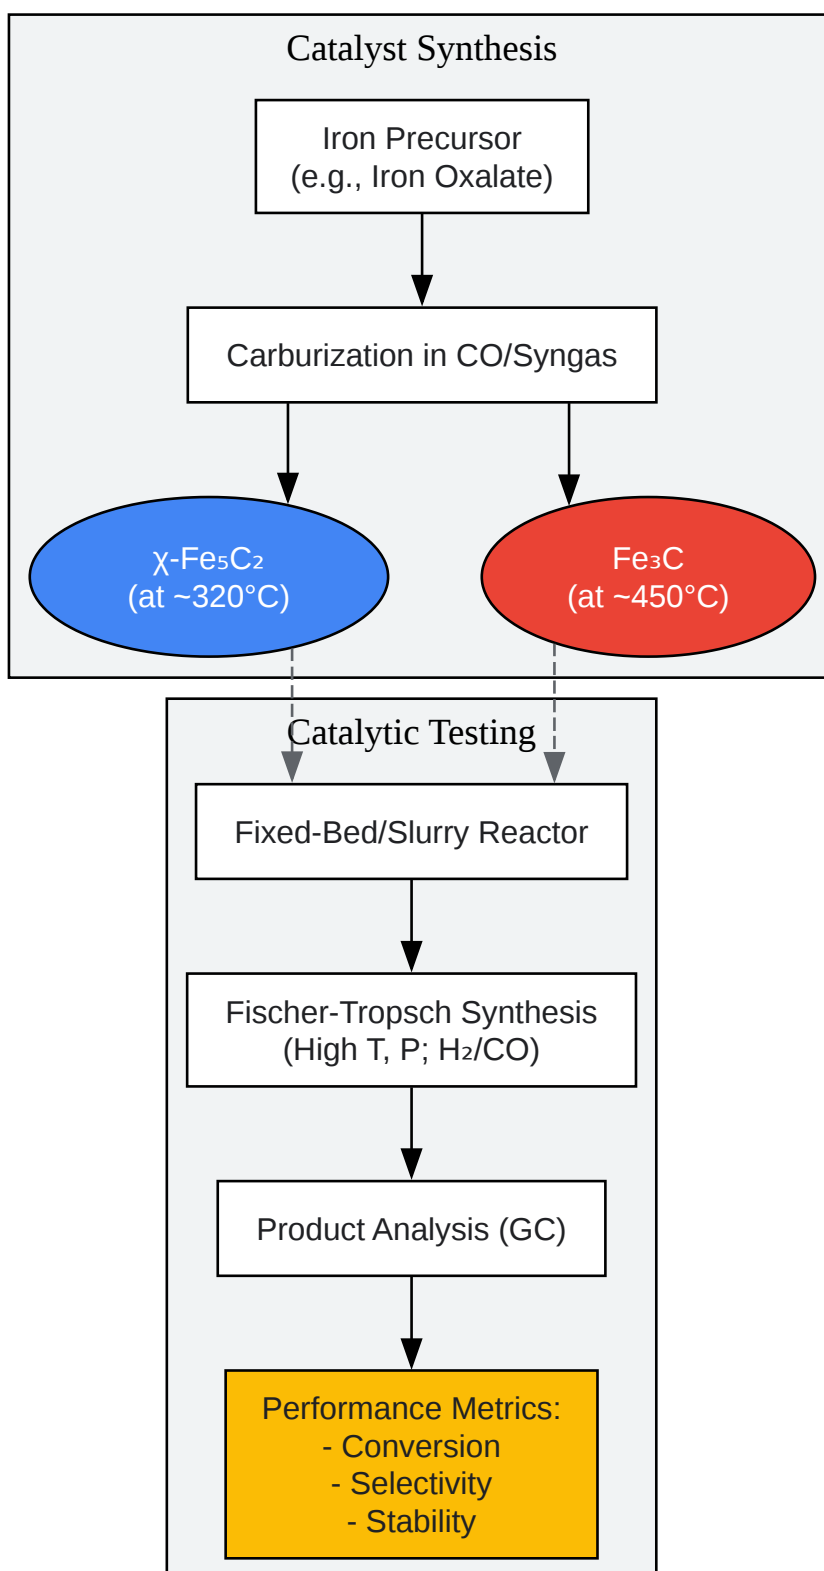 Catalyst Synthesis
Iron Precursor
(e.g., Iron Oxalate)
Carburization in CO/Syngas
χ-Fe₅C₂
(at ~320°C)
Fe₃C
(at ~450°C)
Catalytic Testing
Fixed-Bed/Slurry Reactor
Fischer-Tropsch Synthesis
(High T, P; H₂/CO)
Product Analysis (GC)
Performance Metrics:
- Conversion
- Selectivity
- Stability